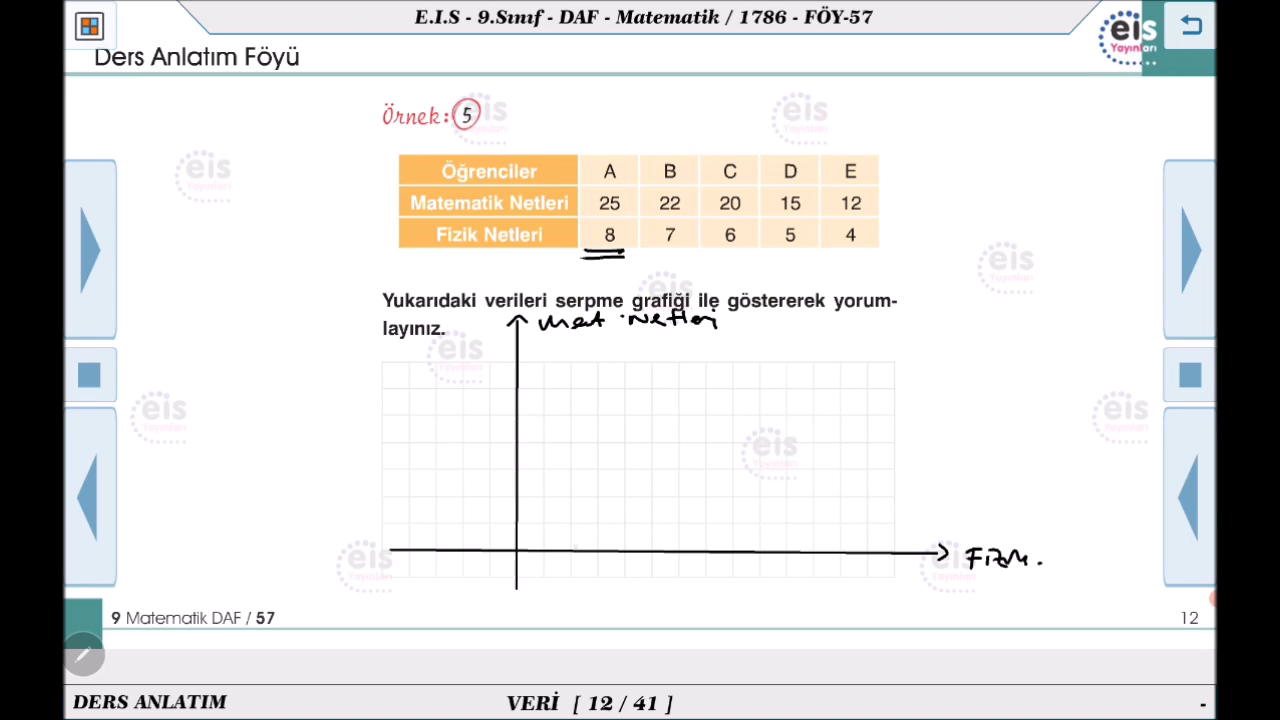 E.I.S - 9.Sınıf - DAF - Matematik / 1786 - FÖY-57
eis
Yayınları
Ders Anlatım Föyü
Örnek: 5
Öğrenciler A B C D E
Matematik Netleri 25 22 20 15 12
Fizik Netleri 8 7 6 5 4
Yukarıdaki verileri serpme grafiği ile göstererek yorum-
layınız.
Mat Netleri
Fizik.
9 Matematik DAF / 57
12
DERS ANLATIM
VERİ [ 12 / 41 ]
-